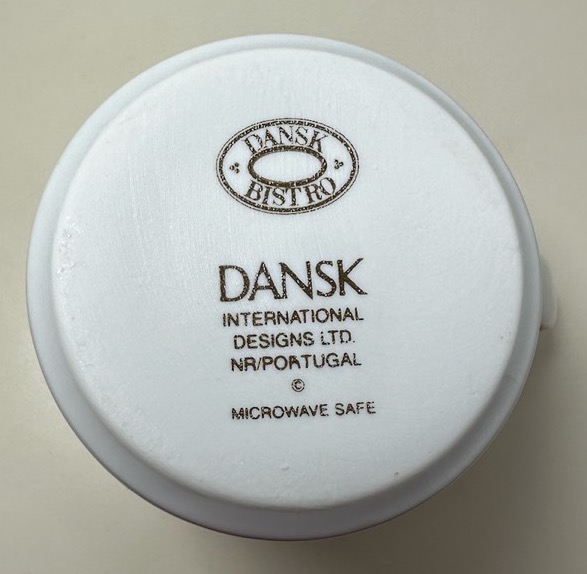 DANSK
BISTRO
DANSK
INTERNATIONAL
DESIGNS LTD.
NR/PORTUGAL
©
MICROWAVE SAFE